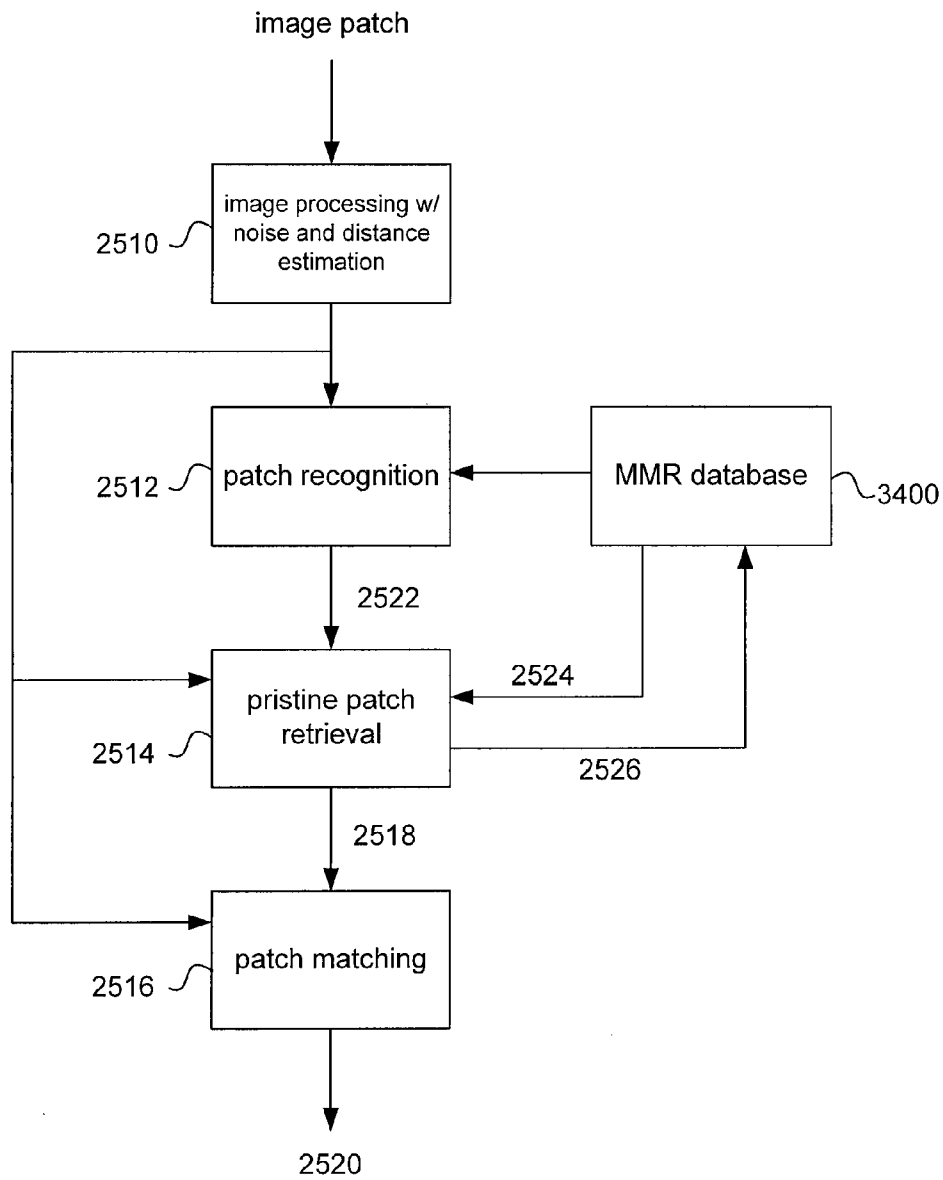 image patch
image processing w/
noise and distance
estimation
2510
patch recognition
2512
MMR database
3400
2522
pristine patch
retrieval
2514
2524
2526
2518
patch matching
2516
2520